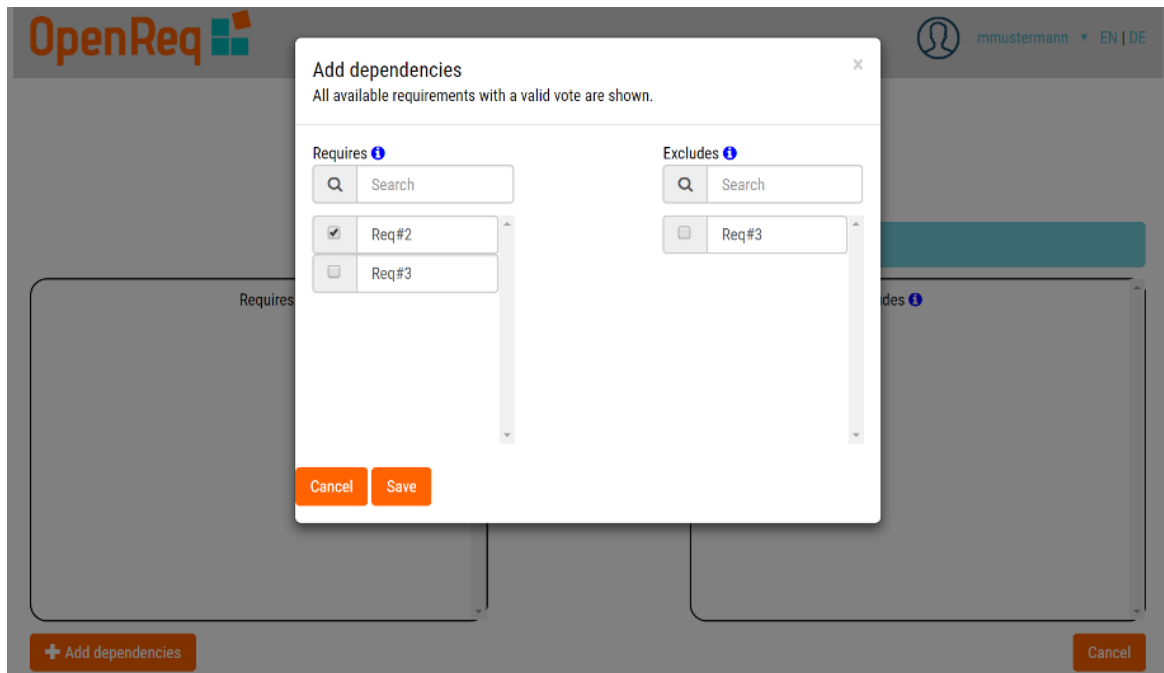 OpenReq
mmustermann EN | DE
Add dependencies
×
All available requirements with a valid vote are shown.
Requires
Excludes
Search
Search
Req#2
Req#3
Req#3
Requires
des
Cancel
Save
Add dependencies
Cancel